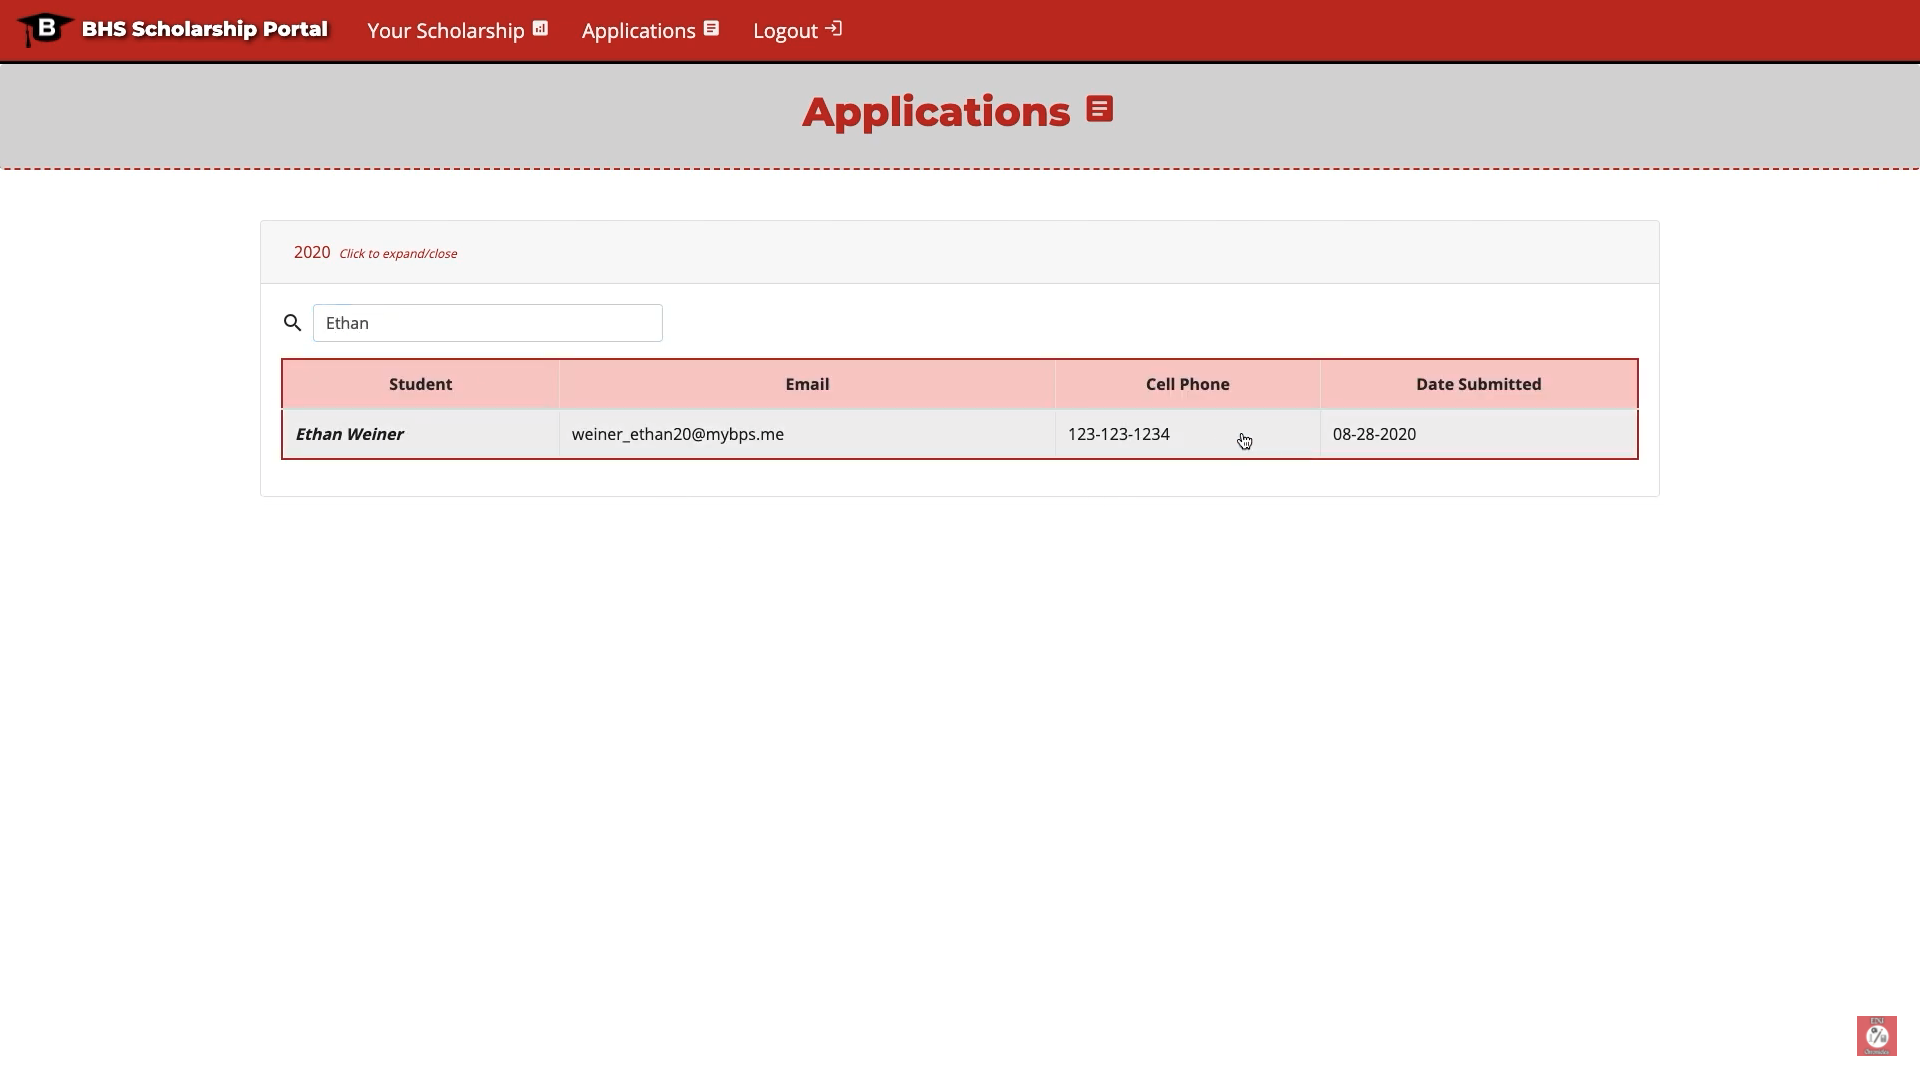 B BHS Scholarship Portal Your Scholarship Applications Logout
Applications
2020 Click to expand/close
Ethan
Student Email Cell Phone Date Submitted
Ethan Weiner weiner_ethan20@mybps.me 123-123-1234 08-28-2020